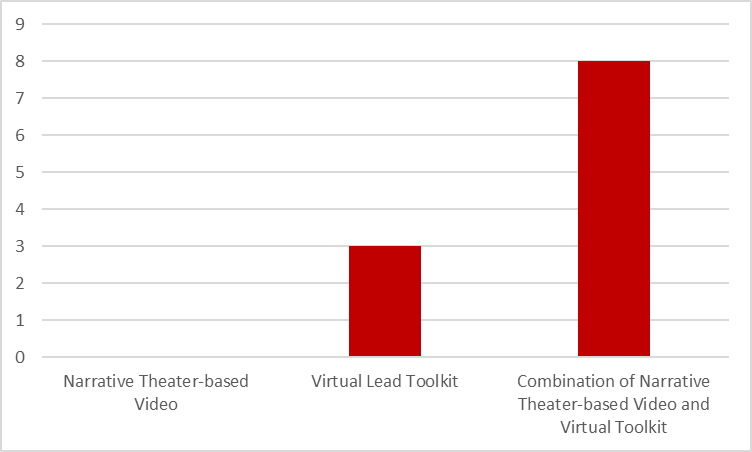 9
8
7
6
5
4
3
2
1
0
Narrative Theater-based
Video
Virtual Lead Toolkit
Combination of Narrative
Theater-based Video and
Virtual Toolkit